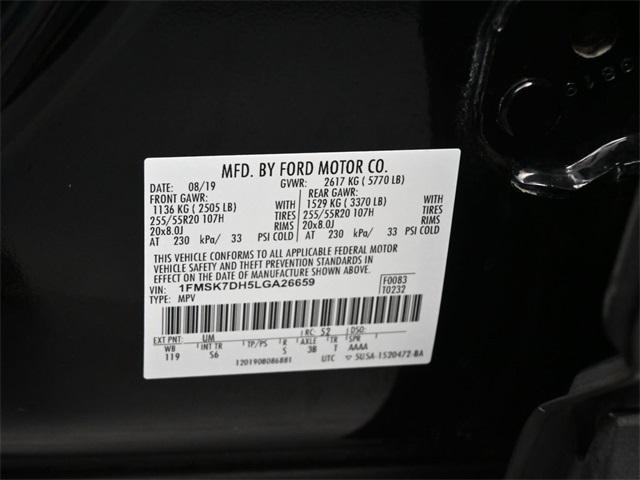 MFD. BY FORD MOTOR CO.
DATE: 08/19 GVWR: 2617 KG ( 5770 LB)
FRONT GAWR: REAR GAWR:
1136 KG ( 2505 LB) WITH 1529 KG ( 3370 LB) WITH
255/55R20 107H TIRES 255/55R20 107H TIRES
20x8.0J RIMS 20x8.0J RIMS
AT 230 kPa/ 33 PSI COLD AT 230 kPa/ 33 PSI COLD
THIS VEHICLE CONFORMS TO ALL APPLICABLE FEDERAL MOTOR
VEHICLE SAFETY AND THEFT PREVENTION STANDARDS IN
EFFECT ON THE DATE OF MANUFACTURE SHOWN ABOVE.
VIN: 1FMSK7DH5LGA26659 F0083
TYPE: MPV T0232
EXT PNT: UM RC: 52 DSO:
WB INT TR TP/PS R AXLE TR SPR
119 S6 S 3B T AAAA
1201908086881 UTC 5USA-1520472-BA